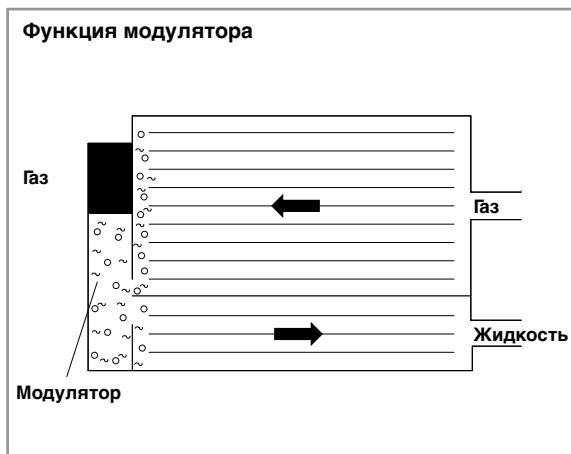 Функция модулятора
Газ
Газ
Жидкость
Модулятор